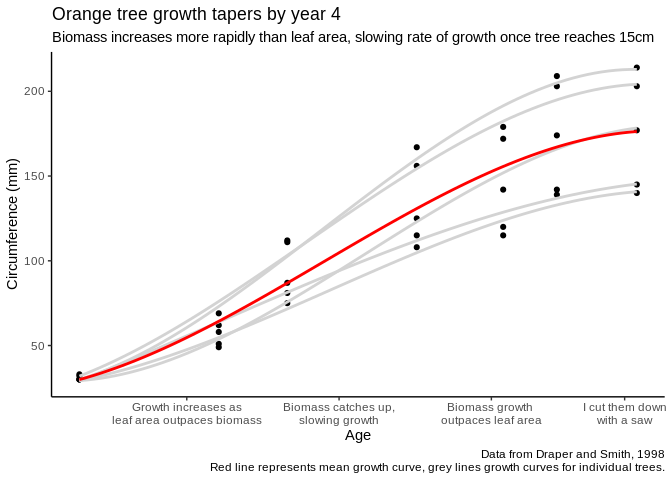 Orange tree growth tapers by year 4
Biomass increases more rapidly than leaf area, slowing rate of growth once tree reaches 15cm
Circumference (mm)
200
150
100
50
Growth increases as
leaf area outpaces biomass
Biomass catches up,
slowing growth
Biomass growth
outpaces leaf area
I cut them down
with a saw
Age
Data from Draper and Smith, 1998
Red line represents mean growth curve, grey lines growth curves for individual trees.